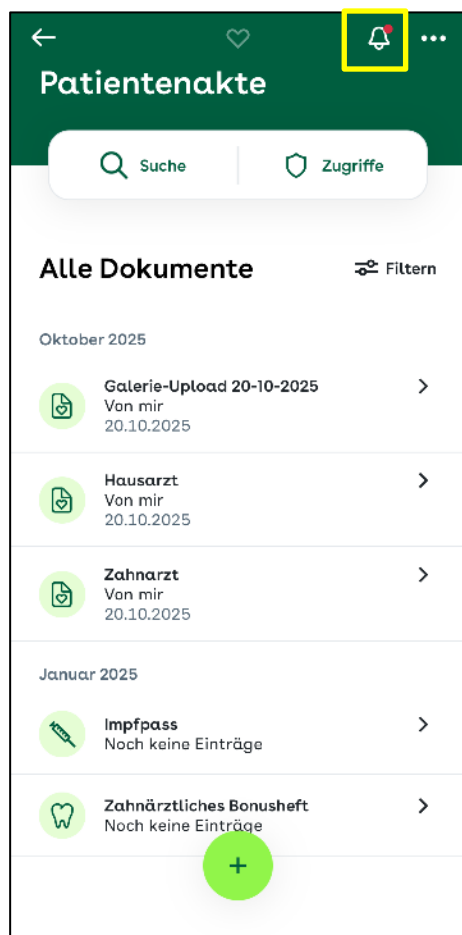 Patientenakte
Suche
Zugriffe
Alle Dokumente
Filtern
Oktober 2025
Galerie-Upload 20-10-2025
Von mir
20.10.2025
Hausarzt
Von mir
20.10.2025
Zahnarzt
Von mir
20.10.2025
Januar 2025
Impfpass
Noch keine Einträge
Zahnärztliches Bonusheft
Noch keine Einträge